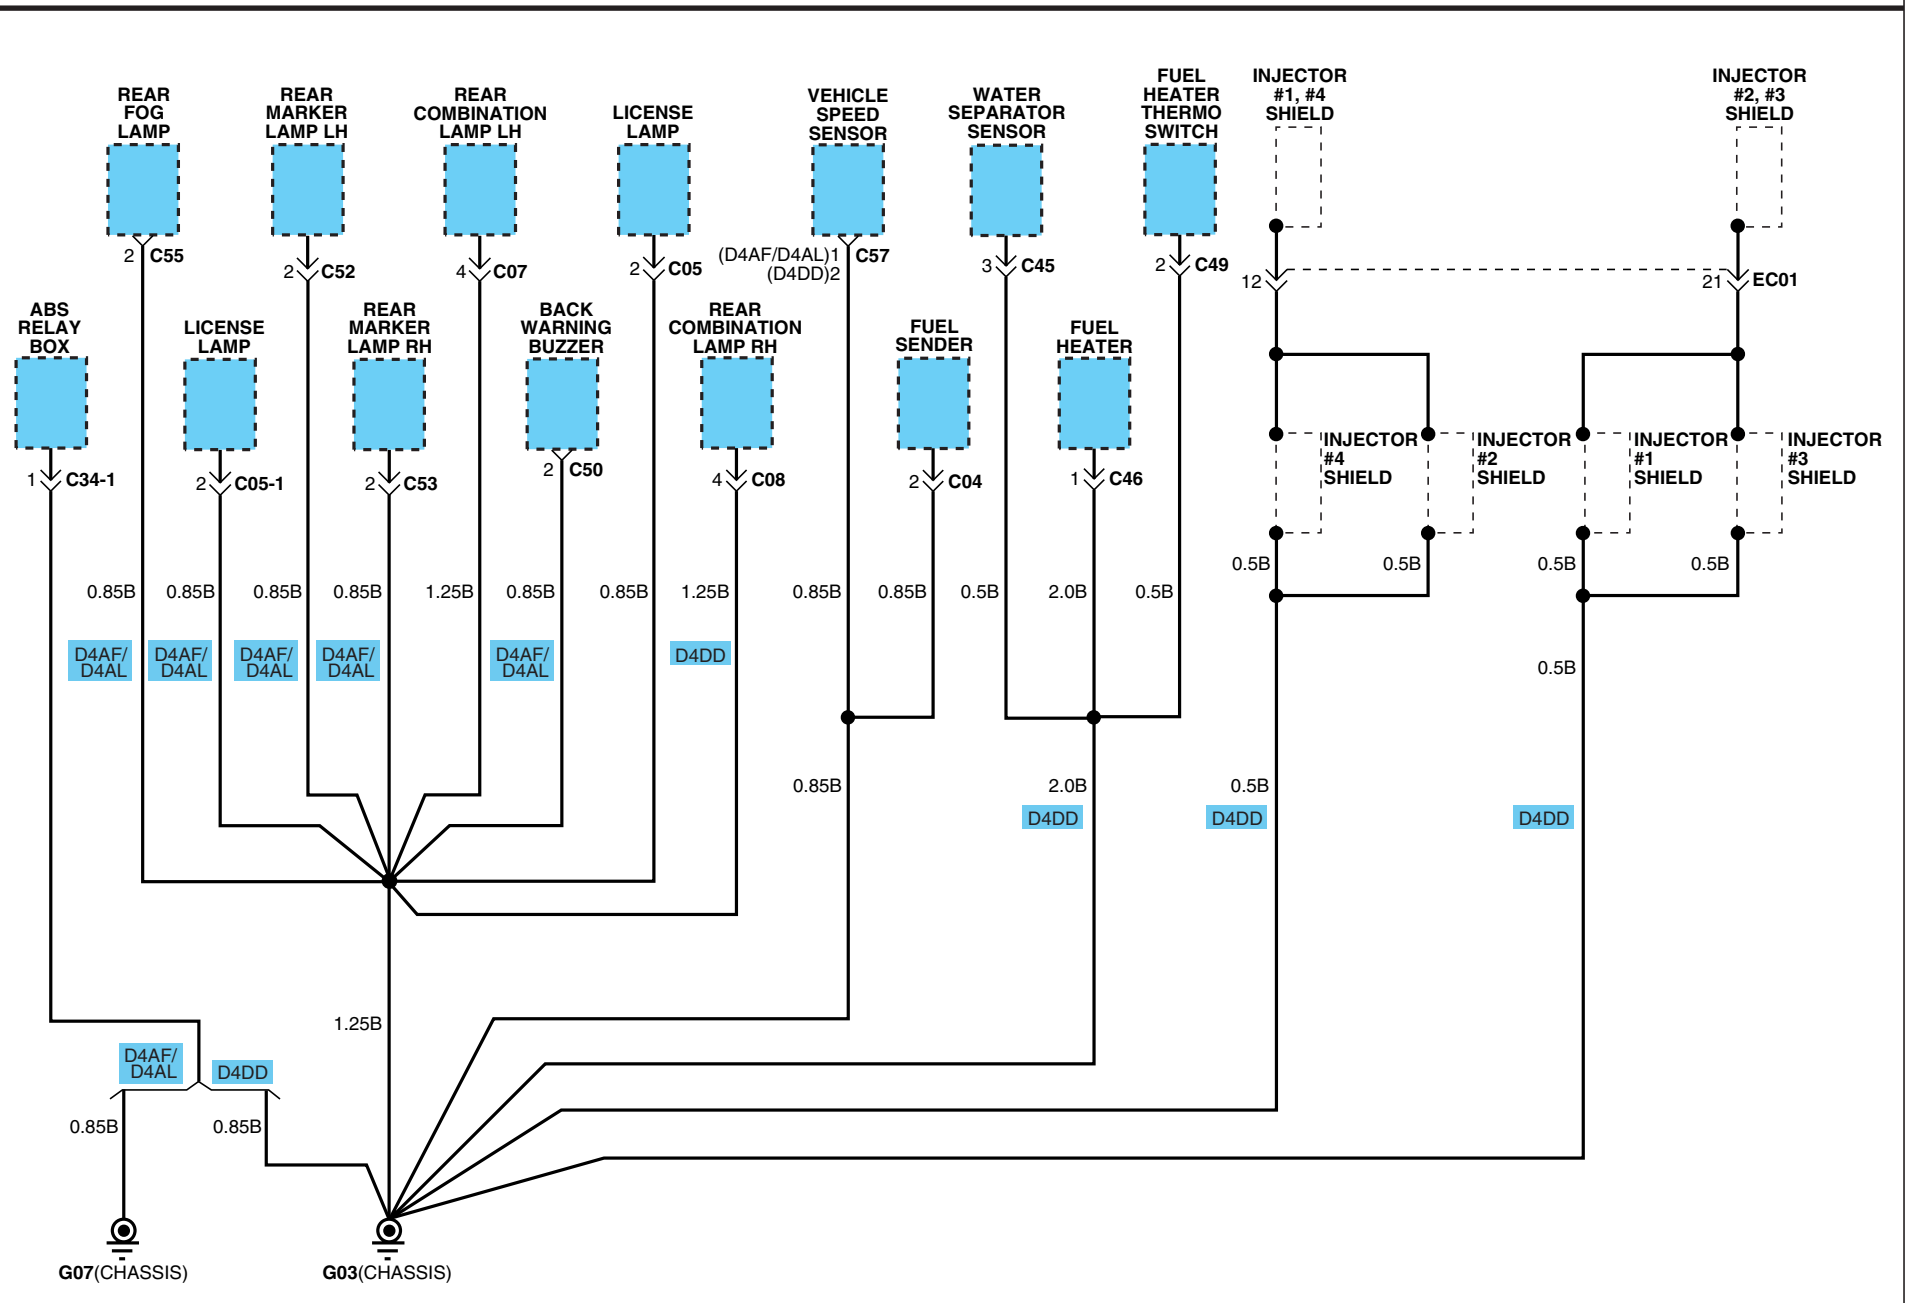 REAR
FOG
LAMP
REAR
MARKER
LAMP LH
REAR
COMBINATION
LAMP LH
LICENSE
LAMP
VEHICLE
SPEED
SENSOR
WATER
SEPARATOR
SENSOR
FUEL
HEATER
THERMO
SWITCH
INJECTOR
#1, #4
SHIELD
INJECTOR
#2, #3
SHIELD
2 C55
2 C52
4 C07
2 C05
(D4AF/D4AL)1 C57
(D4DD)2
3 C45
2 C49
12
21 EC01
ABS
RELAY
BOX
LICENSE
LAMP
REAR
MARKER
LAMP RH
BACK
WARNING
BUZZER
REAR
COMBINATION
LAMP RH
FUEL
SENDER
FUEL
HEATER
INJECTOR
#4
SHIELD
INJECTOR
#2
SHIELD
INJECTOR
#1
SHIELD
INJECTOR
#3
SHIELD
1 C34-1
2 C05-1
2 C53
2 C50
4 C08
2 C04
1 C46
0.5B
0.5B
0.5B
0.5B
0.85B
0.85B
0.85B
0.85B
1.25B
0.85B
0.85B
1.25B
0.85B
0.85B
0.5B
2.0B
0.5B
D4AF/
D4AL
D4AF/
D4AL
D4AF/
D4AL
D4AF/
D4AL
D4AF/
D4AL
D4DD
0.5B
0.85B
2.0B
0.5B
D4DD
D4DD
D4DD
1.25B
D4AF/
D4AL
D4DD
0.85B
0.85B
G07(CHASSIS)
G03(CHASSIS)